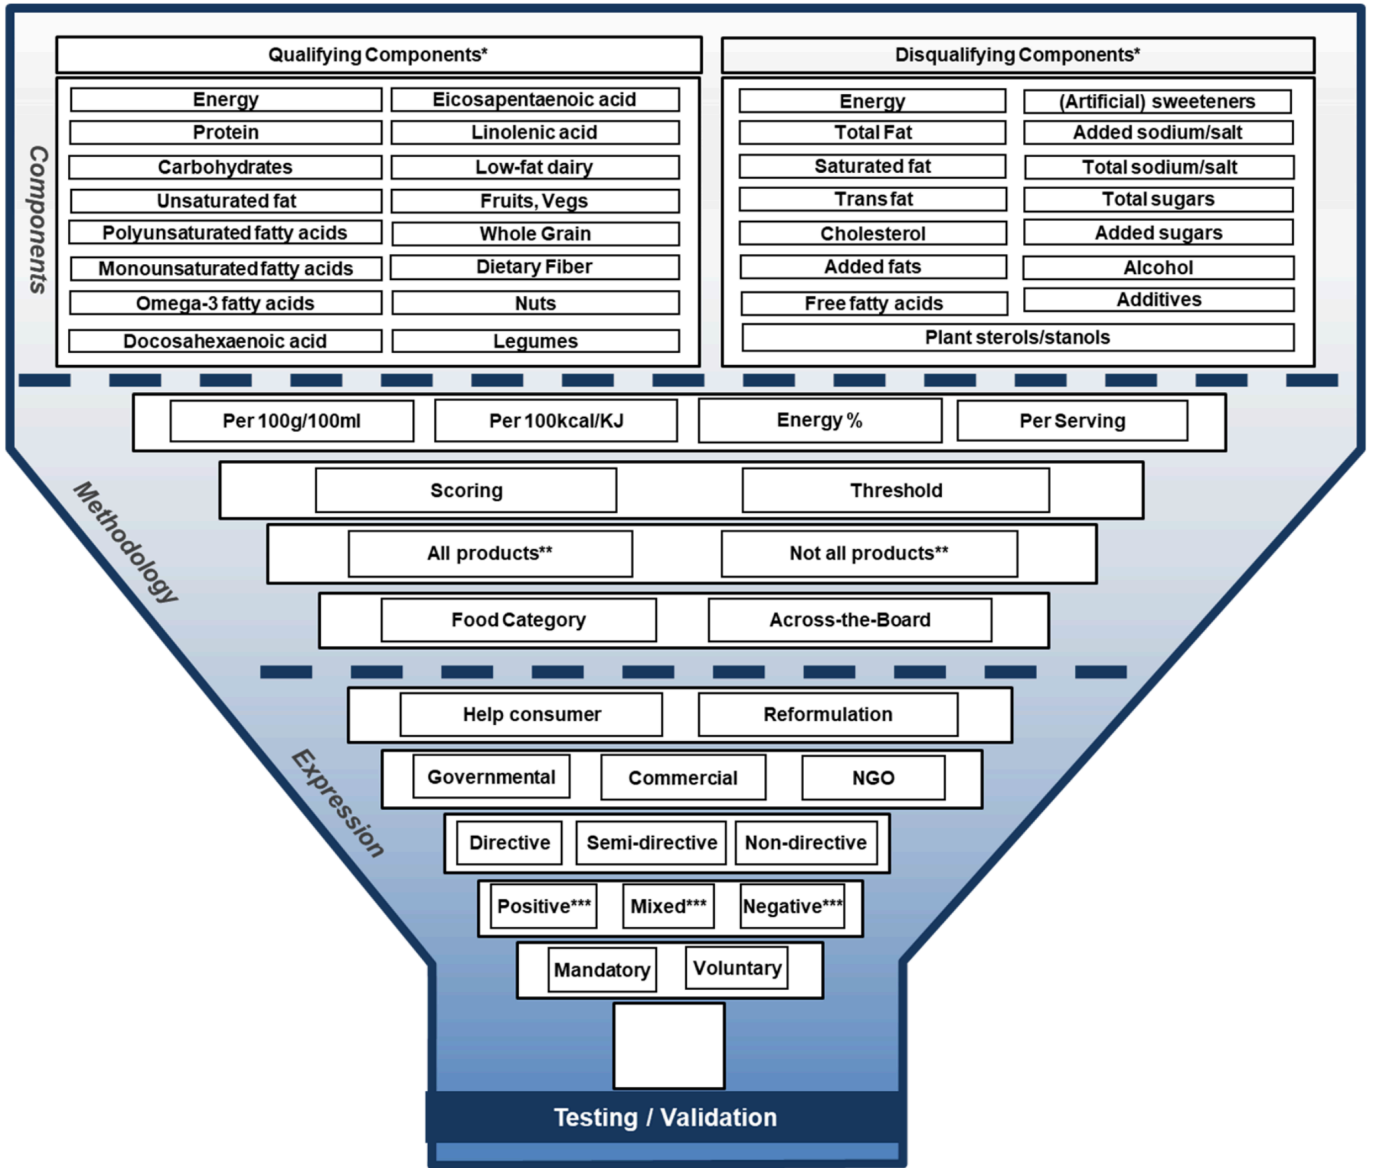 Components
Qualifying Components*
Disqualifying Components*
Energy
Eicosapentaenoic acid
Protein
Linolenic acid
Carbohydrates
Low-fat dairy
Unsaturated fat
Fruits, Vegs
Polyunsaturated fatty acids
Whole Grain
Monounsaturated fatty acids
Dietary Fiber
Omega-3 fatty acids
Nuts
Docosahexaenoic acid
Legumes
Energy
(Artificial) sweeteners
Total Fat
Added sodium/salt
Saturated fat
Total sodium/salt
Trans fat
Total sugars
Cholesterol
Added sugars
Added fats
Alcohol
Free fatty acids
Additives
Plant sterols/stanols
Methodology
Per 100g/100ml
Per 100kcal/KJ
Energy %
Per Serving
Scoring
Threshold
All products**
Not all products**
Food Category
Across-the-Board
Expression
Help consumer
Reformulation
Governmental
Commercial
NGO
Directive
Semi-directive
Non-directive
Positive***
Mixed***
Negative***
Mandatory
Voluntary
Testing / Validation